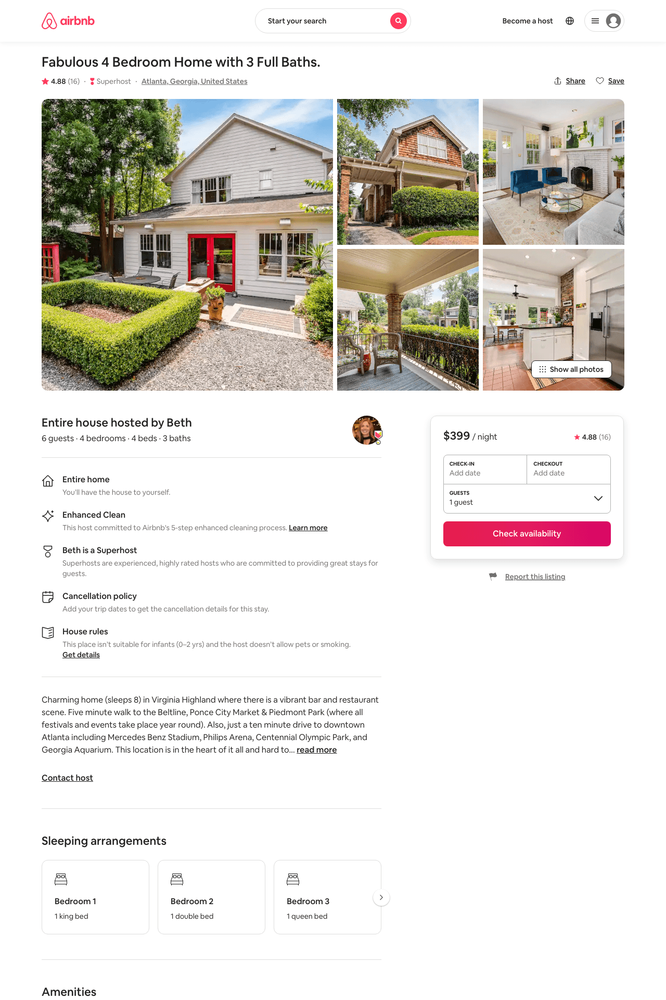 airbnb
Start your search
Become a host
Fabulous 4 Bedroom Home with 3 Full Baths.
4.88 (16) · Superhost · Atlanta, Georgia, United States
Share
Save
Show all photos
Entire house hosted by Beth
6 guests · 4 bedrooms · 4 beds · 3 baths
Entire home
You’ll have the house to yourself.
Enhanced Clean
This host committed to Airbnb's 5-step enhanced cleaning process. Learn more
Beth is a Superhost
Superhosts are experienced, highly rated hosts who are committed to providing great stays for
guests.
Cancellation policy
Add your trip dates to get the cancellation details for this stay.
House rules
This place isn’t suitable for infants (0–2 yrs) and the host doesn’t allow pets or smoking.
Get details
$399 / night
4.88 (16)
CHECK-IN
Add date
CHECKOUT
Add date
GUESTS
1 guest
Check availability
Report this listing
Charming home (sleeps 8) in Virginia Highland where there is a vibrant bar and restaurant
scene. Five minute walk to the Beltline, Ponce City Market & Piedmont Park (where all
festivals and events take place year round). Also, just a ten minute drive to downtown
Atlanta including Mercedes Benz Stadium, Philips Arena, Centennial Olympic Park, and
Georgia Aquarium. This location is in the heart of it all and hard to… read more
Contact host
Sleeping arrangements
Bedroom 1
1 king bed
Bedroom 2
1 double bed
Bedroom 3
1 queen bed
Amenities